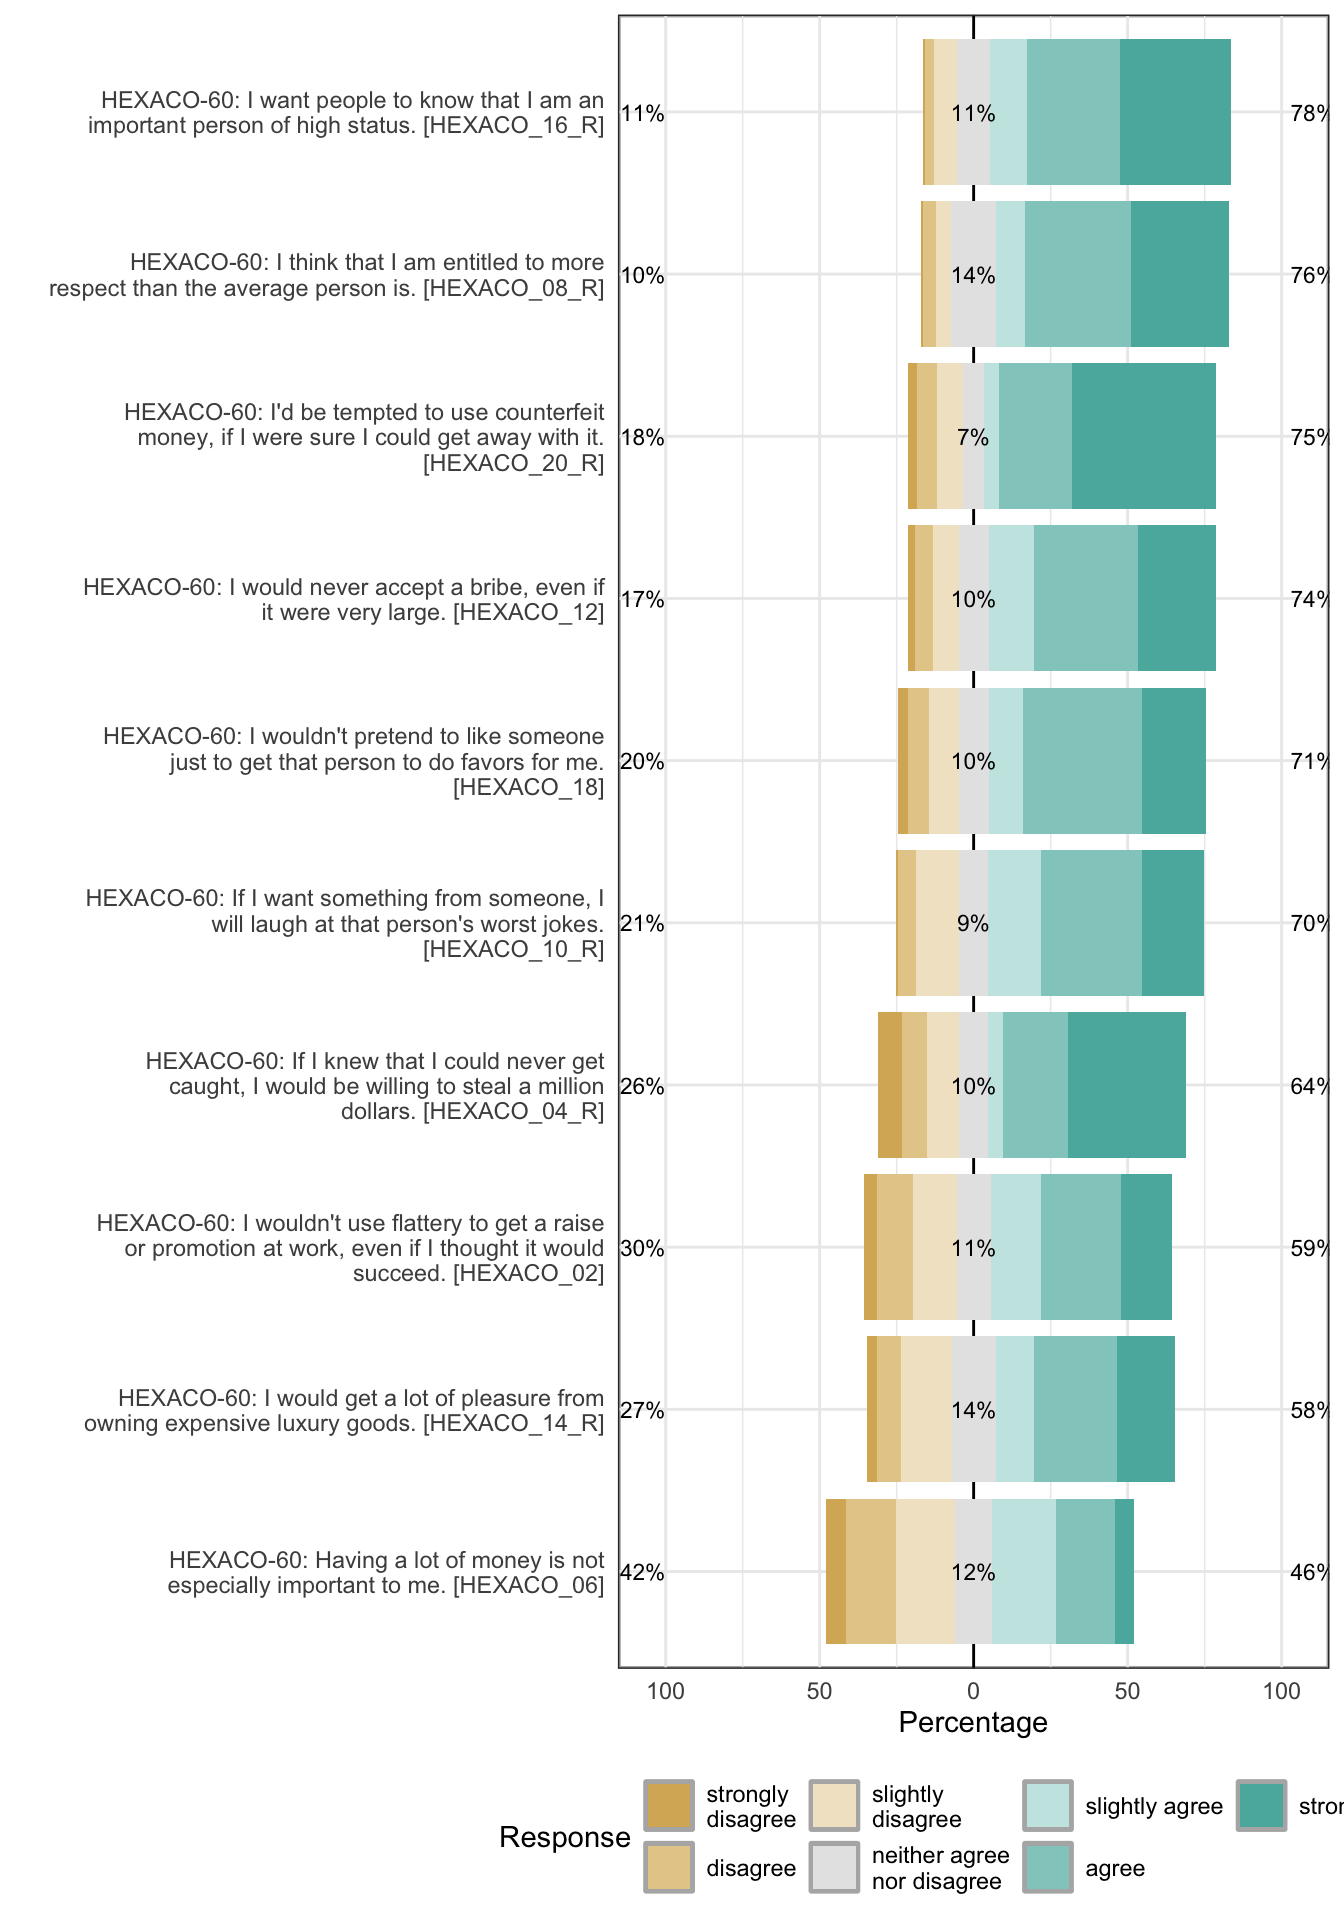 HEXACO-60: I want people to know that I am an
important person of high status. [HEXACO_16_R]
11%
11%
78%
HEXACO-60: I think that I am entitled to more
respect than the average person is. [HEXACO_08_R]
10%
14%
76%
HEXACO-60: I'd be tempted to use counterfeit
money, if I were sure I could get away with it.
[HEXACO_20_R]
18%
7%
75%
HEXACO-60: I would never accept a bribe, even if
it were very large. [HEXACO_12]
17%
10%
74%
HEXACO-60: I wouldn't pretend to like someone
just to get that person to do favors for me.
[HEXACO_18]
20%
10%
71%
HEXACO-60: If I want something from someone, I
will laugh at that person's worst jokes.
[HEXACO_10_R]
21%
9%
70%
HEXACO-60: If I knew that I could never get
caught, I would be willing to steal a million
dollars. [HEXACO_04_R]
26%
10%
64%
HEXACO-60: I wouldn't use flattery to get a raise
or promotion at work, even if I thought it would
succeed. [HEXACO_02]
30%
11%
59%
HEXACO-60: I would get a lot of pleasure from
owning expensive luxury goods. [HEXACO_14_R]
27%
14%
58%
HEXACO-60: Having a lot of money is not
especially important to me. [HEXACO_06]
42%
12%
46%
100 50 0 50 100
Percentage
Response
strongly
disagree
disagree
slightly
disagree
neither agree
nor disagree
slightly agree
agree